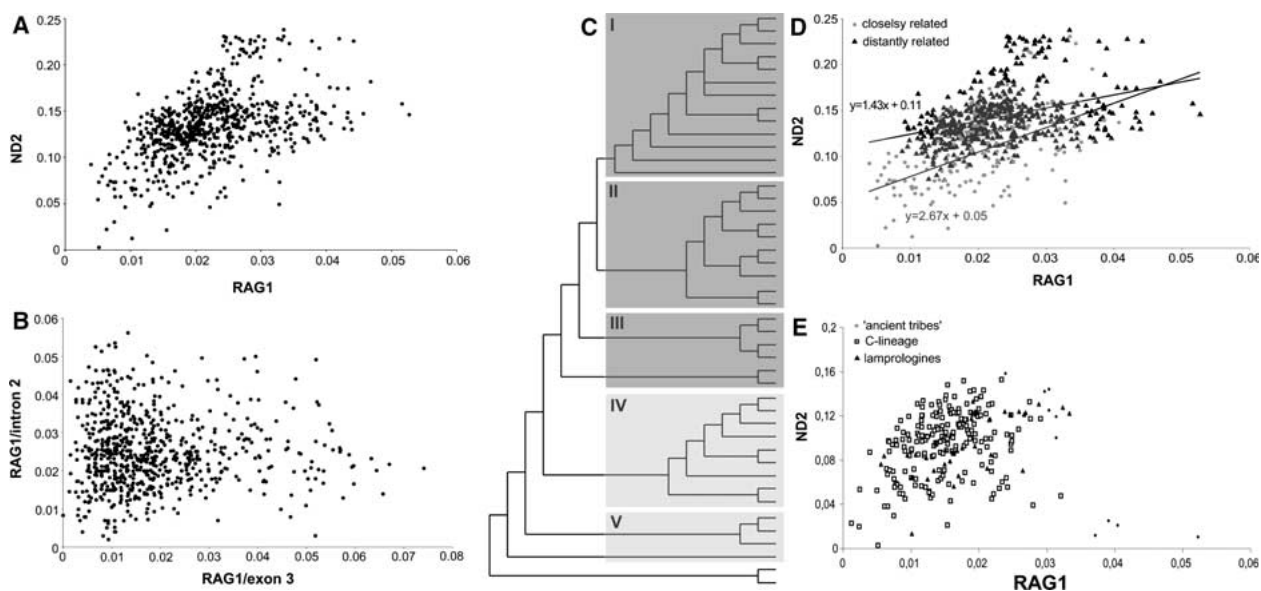 A
0.25
0.20
0.15
0.10
0.05
0
ND2
0 0.01 0.02 0.03 0.04 0.05 0.06
RAG1
B
0.06
0.05
0.04
0.03
0.02
0.01
0
RAG1/intron 2
0 0.01 0.02 0.03 0.04 0.05 0.06 0.07 0.08
RAG1/exon 3
C
I
II
III
IV
V
D
closelsy related
distantly related
0.25
0.20
0.15
0.10
0.05
0
ND2
y=1.43x + 0.11
y=2.67x + 0.05
0 0.01 0.02 0.03 0.04 0.05 0.06
RAG1
E
'ancient tribes'
C-lineage
lamprologines
0,2
0,16
0,12
0,08
0,04
0
ND2
0 0,01 0,02 0,03 0,04 0,05 0,06
RAG1